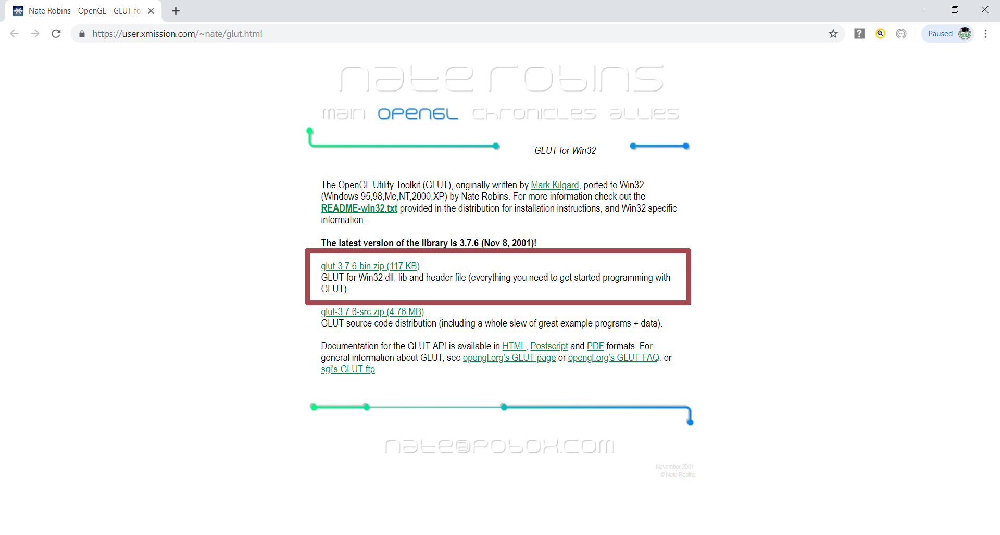 Nate Robins - OpenGL - GLUT fo
https://user.xmission.com/~nate/glut.html
Paused
nate robins
main OPENGL chronicles allies
GLUT for Win32
The OpenGL Utility Toolkit (GLUT), originally written by Mark Kilgard, ported to Win32
(Windows 95,98,Me,NT,2000,XP) by Nate Robins. For more information check out the
README-win32.txt provided in the distribution for installation instructions, and Win32 specific
information..
The latest version of the library is 3.7.6 (Nov 8, 2001)!
glut-3.7.6-bin.zip (117 KB)
GLUT for Win32 dll, lib and header file (everything you need to get started programming with
GLUT).
glut-3.7.6-src.zip (4.76 MB)
GLUT source code distribution (including a whole slew of great example programs + data).
Documentation for the GLUT API is available in HTML, Postscript and PDF formats. For
general information about GLUT, see opengl.org's GLUT page or opengl.org's GLUT FAQ. or
sgi's GLUT ftp.
nate@pobox.com
November 2001
© Nate Robins